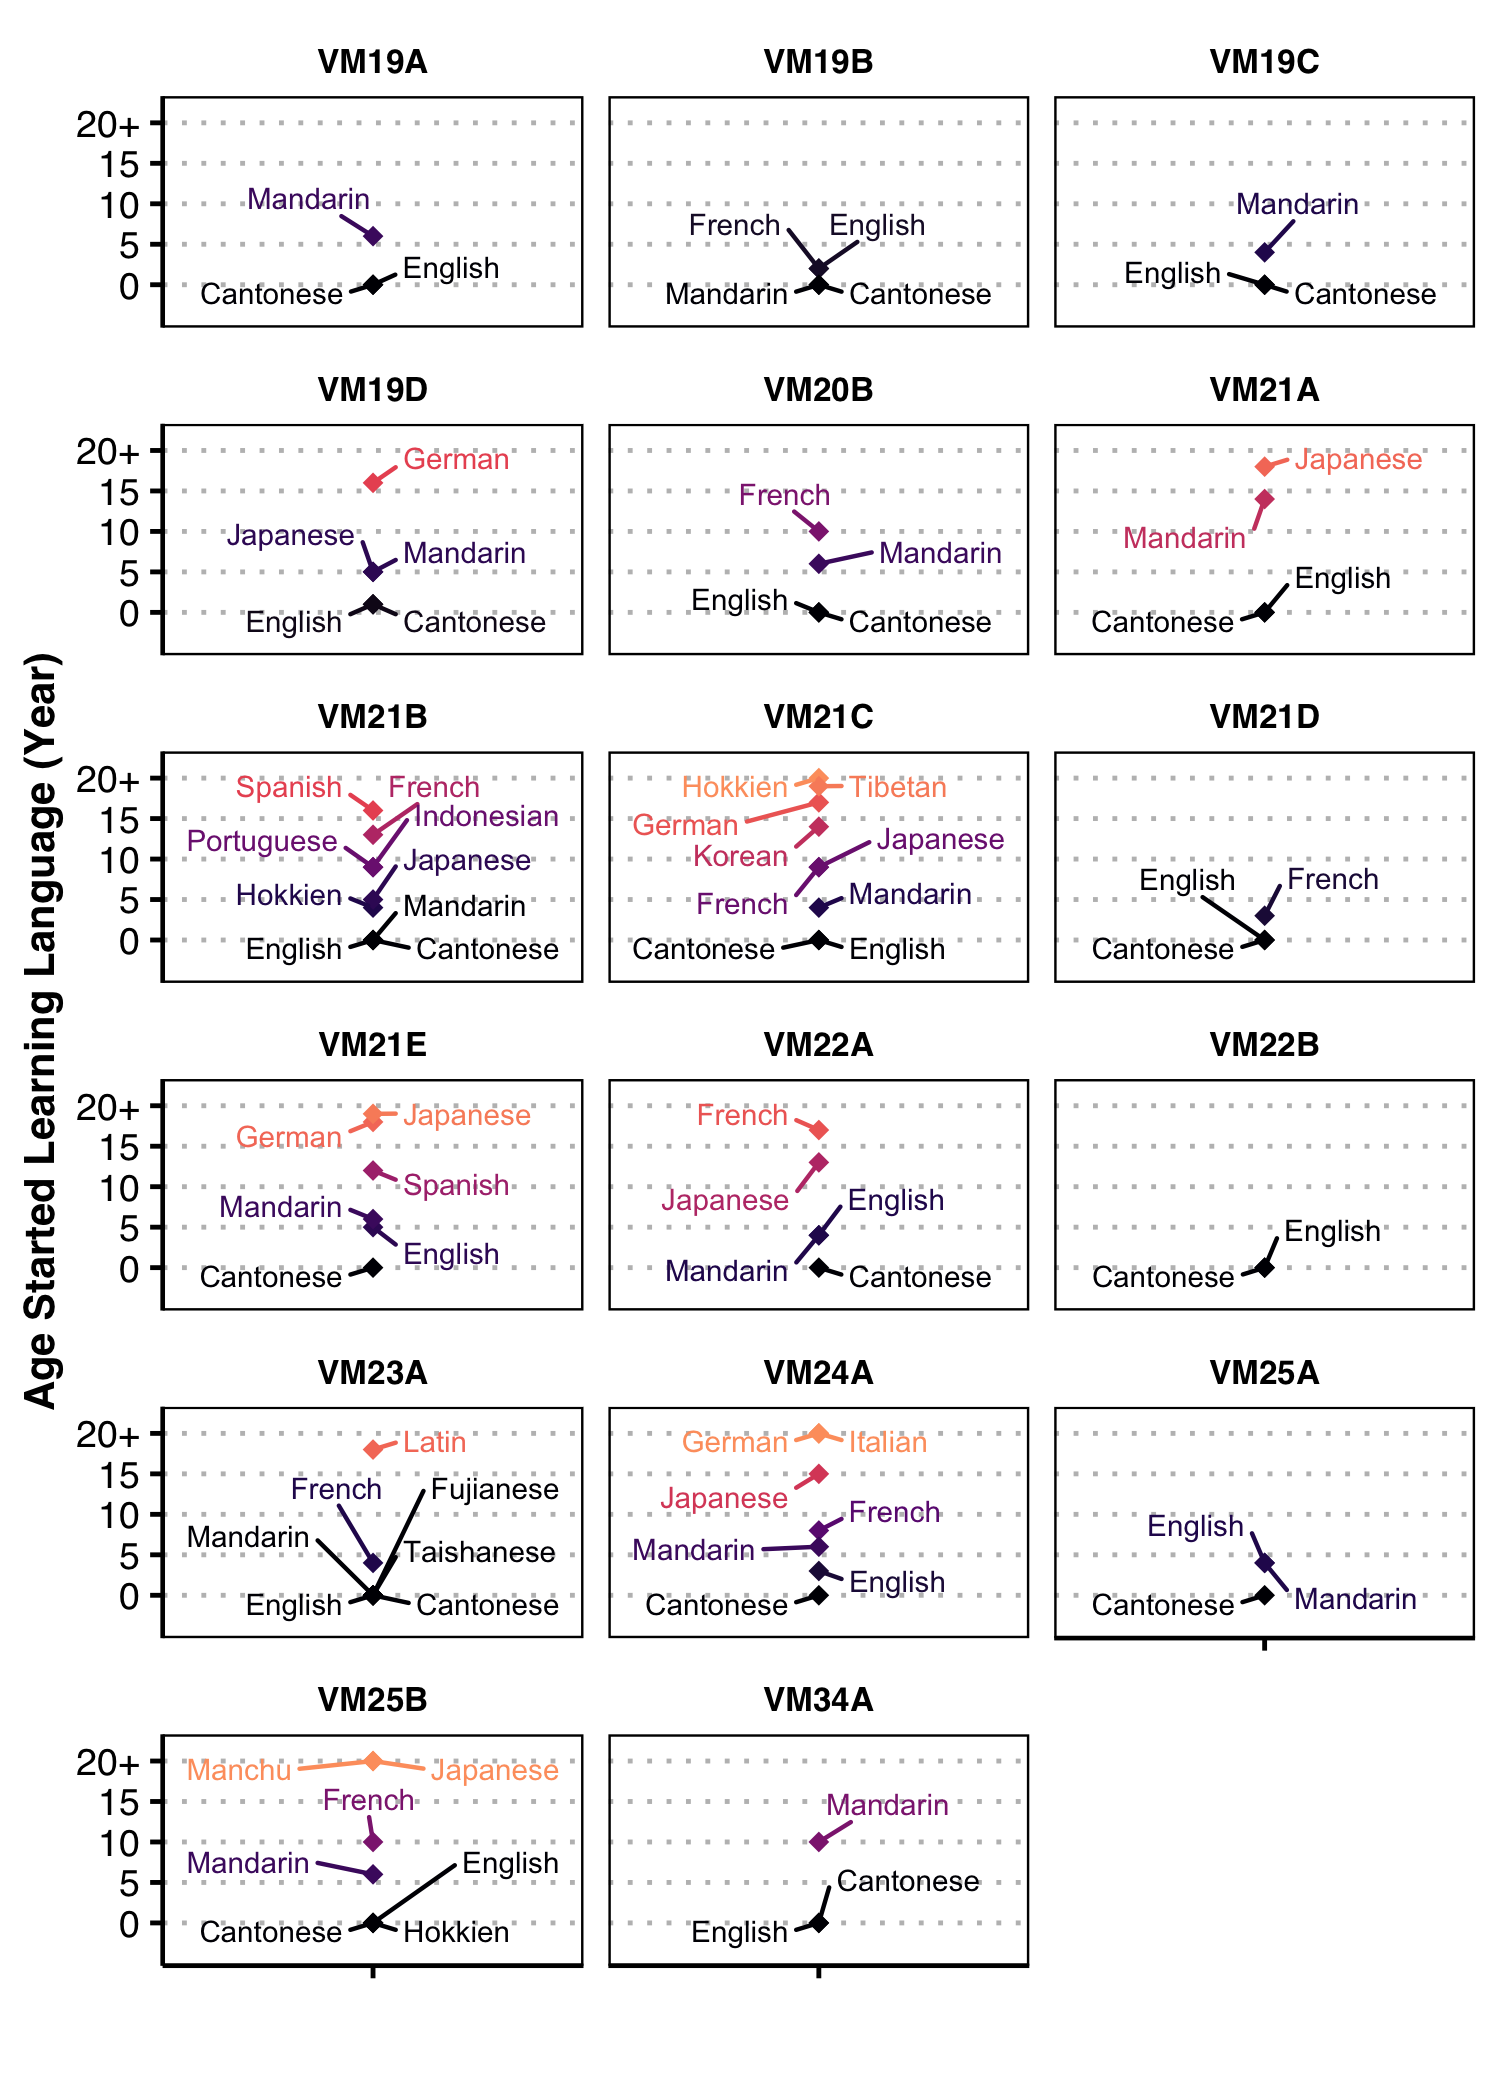 VM19A VM19B VM19C
20+
15
10 Mandarin Mandarin
5 French English
0 Cantonese English Mandarin Cantonese English Cantonese
VM19D VM20B VM21A
20+ German Japanese
15 French
10 Japanese Mandarin Mandarin Mandarin
5 English English
0 English Cantonese Cantonese Cantonese
VM21B VM21C VM21D
20+ Spanish French Hokkien Tibetan
15 Indonesian German
10 Portuguese Japanese Korean Japanese
5 Hokkien Mandarin French Mandarin English French
0 English Cantonese Cantonese English Cantonese
Age Started Learning Language (Year)
VM21E VM22A VM22B
20+ Japanese French
15 German
10 Spanish Japanese English
5 Mandarin English English
0 Cantonese Mandarin Cantonese Cantonese
VM23A VM24A VM25A
20+ Latin German Italian
15 French Fujianese Japanese
10 Mandarin French English
5 Taishanese Mandarin English
0 English Cantonese Cantonese Cantonese Mandarin
VM25B VM34A
20+ Manchu Japanese
15 French Mandarin
10
5 Mandarin English Cantonese
0 Cantonese Hokkien English